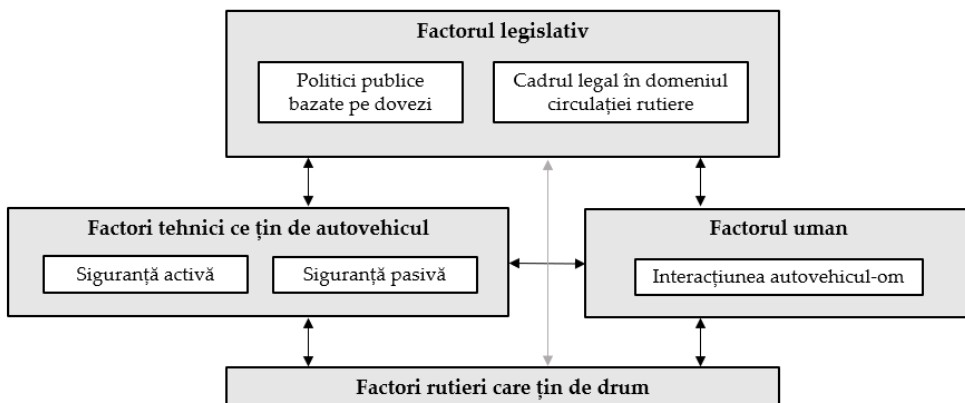 Factorul legislativ
Politici publice
bazate pe dovezi
Cadrul legal în domeniul
circulației rutiere
Factori tehnici ce țin de autovehicul
Siguranță activă
Siguranță pasivă
Factorul uman
Interacțiunea autovehicul-om
Factori rutieri care țin de drum